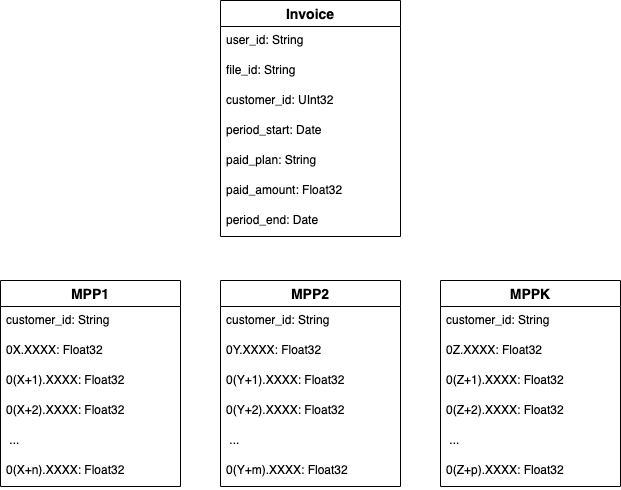 Invoice
user_id: String
file_id: String
customer_id: UInt32
period_start: Date
paid_plan: String
paid_amount: Float32
period_end: Date
MPP1
customer_id: String
0X.XXXX: Float32
0(X+1).XXXX: Float32
0(X+2).XXXX: Float32
...
0(X+n).XXXX: Float32
MPP2
customer_id: String
0Y.XXXX: Float32
0(Y+1).XXXX: Float32
0(Y+2).XXXX: Float32
...
0(Y+m).XXXX: Float32
MPPK
customer_id: String
0Z.XXXX: Float32
0(Z+1).XXXX: Float32
0(Z+2).XXXX: Float32
...
0(Z+p).XXXX: Float32